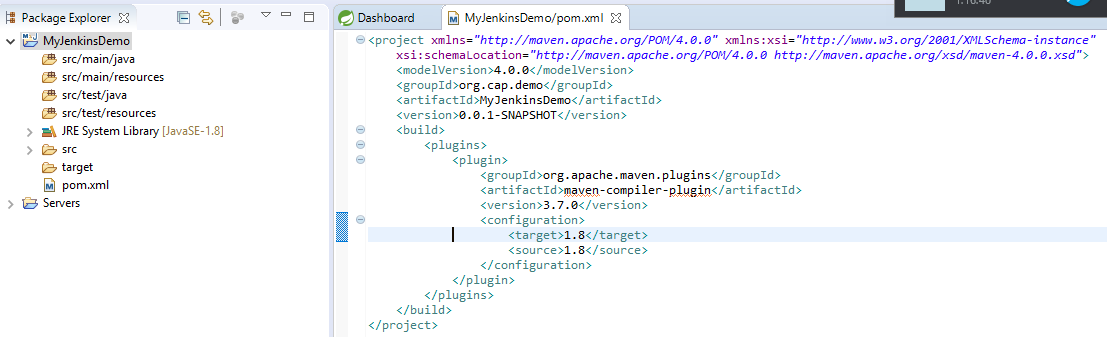 Package Explorer
MyJenkinsDemo
src/main/java
src/main/resources
src/test/java
src/test/resources
JRE System Library [JavaSE-1.8]
src
target
pom.xml
Servers
Dashboard
MyJenkinsDemo/pom.xml
<project xmlns="http://maven.apache.org/POM/4.0.0" xmlns:xsi="http://www.w3.org/2001/XMLSchema-instance"
xsi:schemaLocation="http://maven.apache.org/POM/4.0.0 http://maven.apache.org/xsd/maven-4.0.0.xsd">
<modelVersion>4.0.0</modelVersion>
<groupId>org.cap.demo</groupId>
<artifactId>MyJenkinsDemo</artifactId>
<version>0.0.1-SNAPSHOT</version>
<build>
<plugins>
<plugin>
<groupId>org.apache.maven.plugins</groupId>
<artifactId>maven-compiler-plugin</artifactId>
<version>3.7.0</version>
<configuration>
<target>1.8</target>
<source>1.8</source>
</configuration>
</plugin>
</plugins>
</build>
</project>